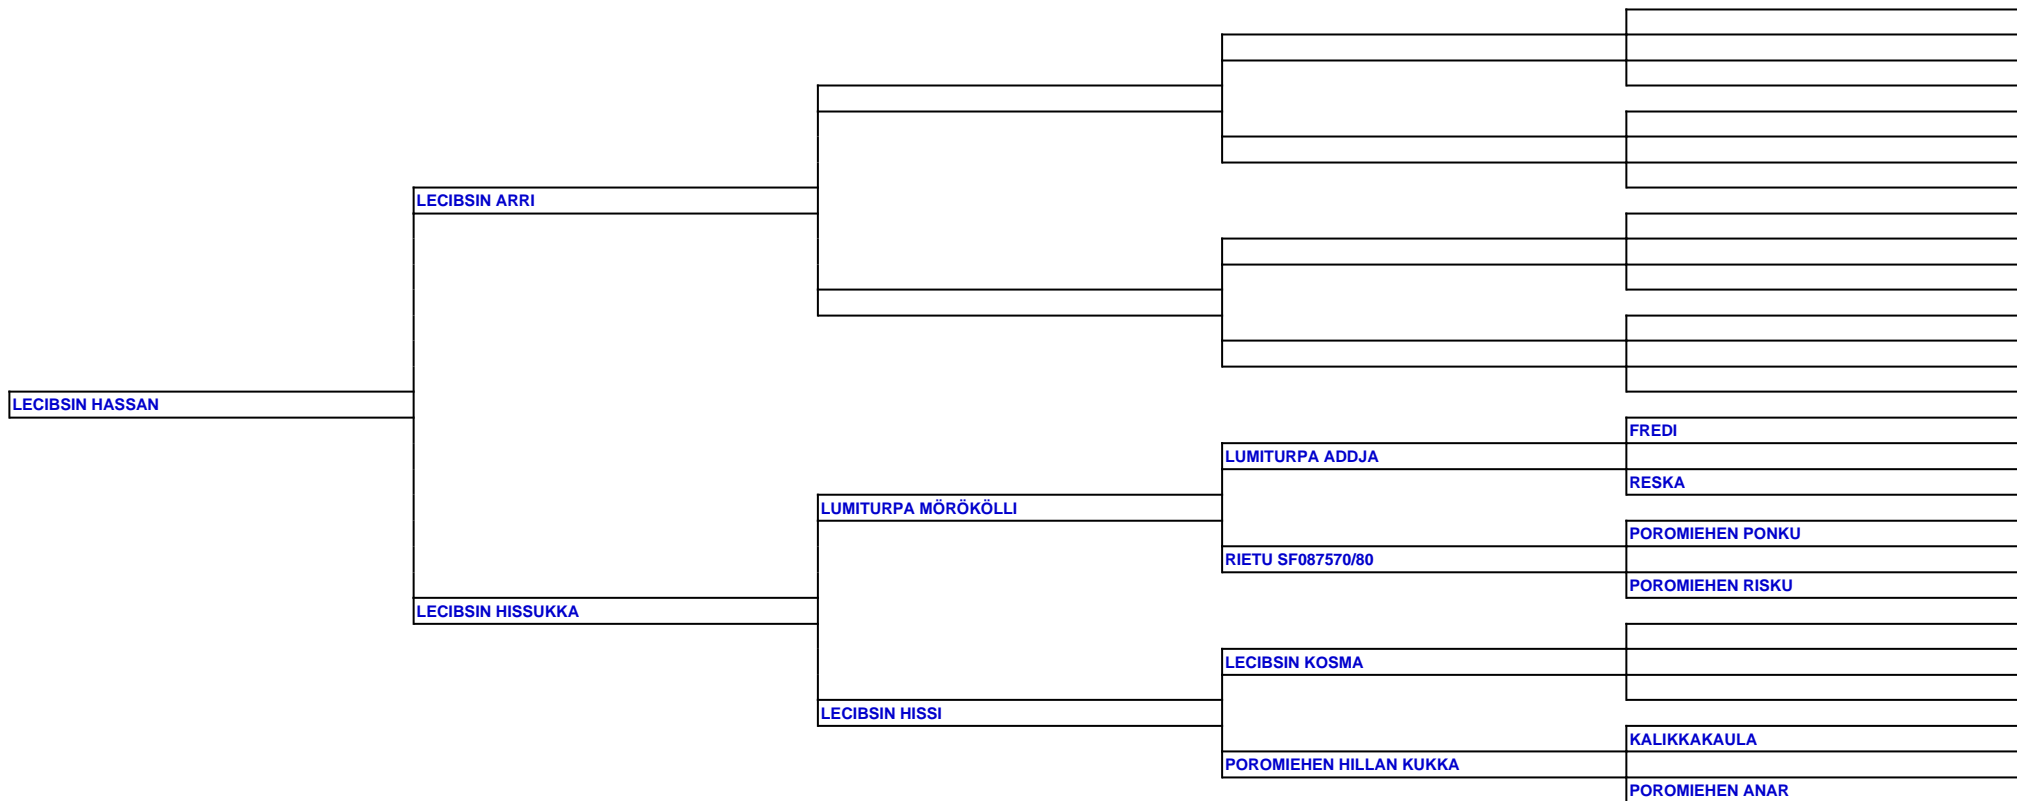 LECIBSIN ARRI
LECIBSIN HASSAN
FREDI
LUMITURPA ADDJA
RESKA
LUMITURPA MÖRÖKÖLLI
POROMIEHEN PONKU
RIETU SF087570/80
POROMIEHEN RISKU
LECIBSIN HISSUKKA
LECIBSIN KOSMA
LECIBSIN HISSI
KALIKKAKAULA
POROMIEHEN HILLAN KUKKA
POROMIEHEN ANAR